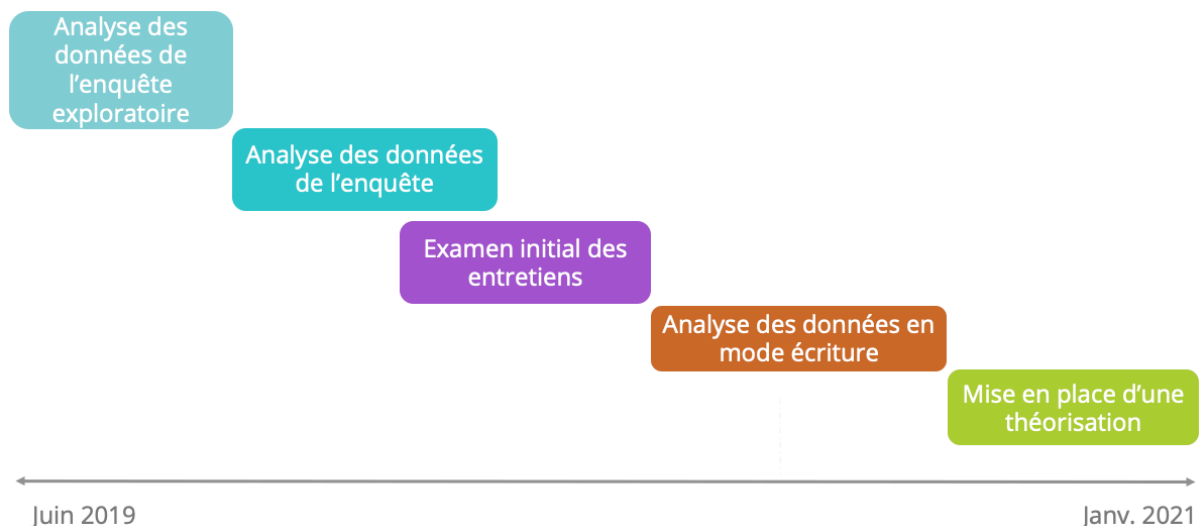 Analyse des
données de
l’enquête
exploratoire
Analyse des données
de l’enquête
Examen initial des
entretiens
Analyse des données en
mode écriture
Mise en place d’une
théorisation
Juin 2019
Janv. 2021